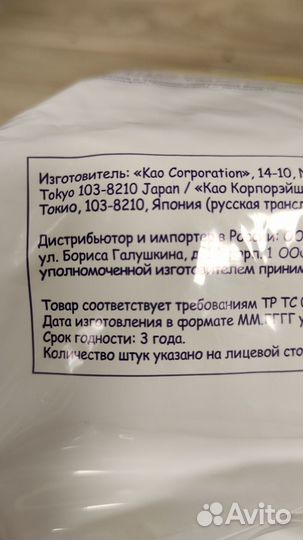 Изготовитель: «Kao Corporation», 14-10, N
Tokyo 103-8210 Japan / «Као Корпорэйш
Токио, 103-8210, Япония (русская трансл
Дистрибьютор и импортер в России: ОО
ул. Бориса Галушкина, 1 ООО
уполномоченной изготовителем приним
Товар соответствует требованиям ТР ТС
Дата изготовления в формате ММ.ГГГГ у
Срок годности: 3 года.
Количество штук указано на лицевой сто
Avito